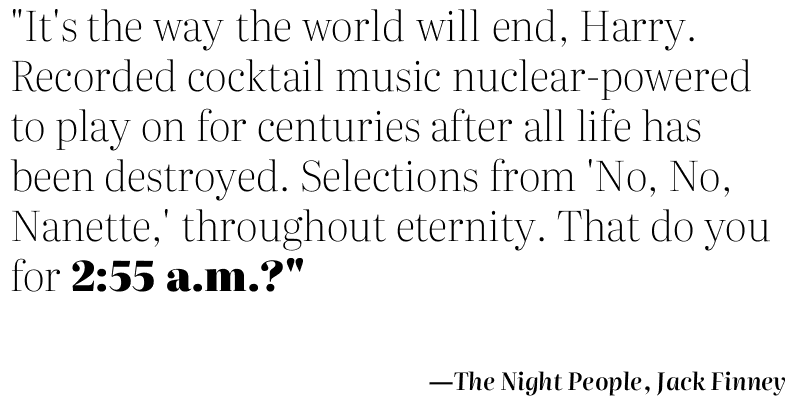 "It's the way the world will end, Harry.
Recorded cocktail music nuclear-powered
to play on for centuries after all life has
been destroyed. Selections from 'No, No,
Nanette,' throughout eternity. That do you
for 2:55 a.m.?"
—The Night People, Jack Finney